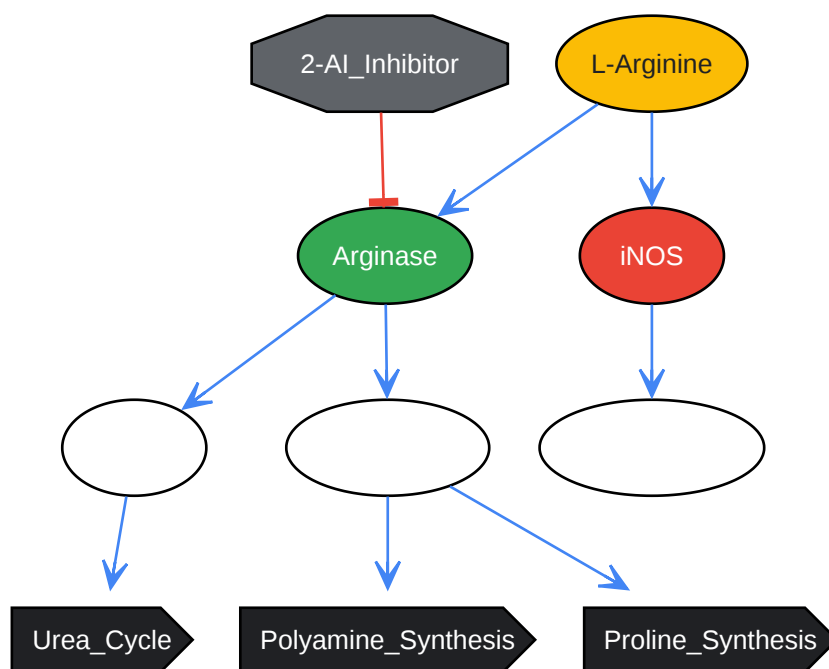 2-AI_Inhibitor
L-Arginine
Arginase
iNOS
Urea_Cycle
Polyamine_Synthesis
Proline_Synthesis